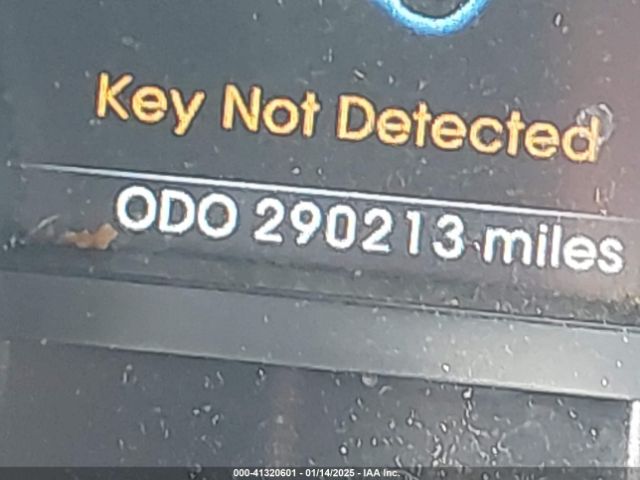 Key Not Detected
ODO 290213 miles
000-41320601 - 01/14/2025 - IAA Inc.